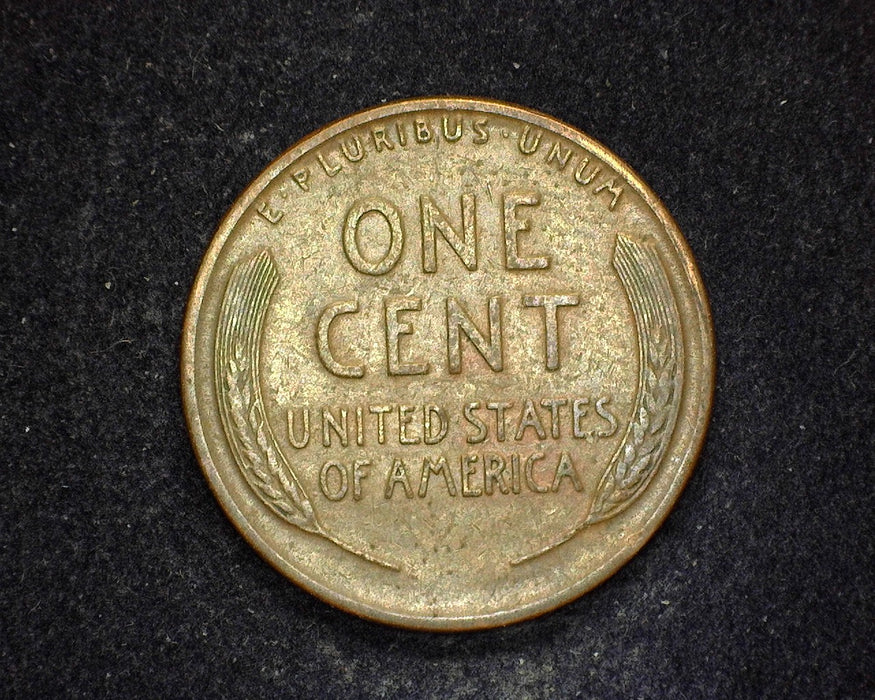 E·PLURIBUS·UNUM
ONE
CENT
UNITED STATES
OF AMERICA